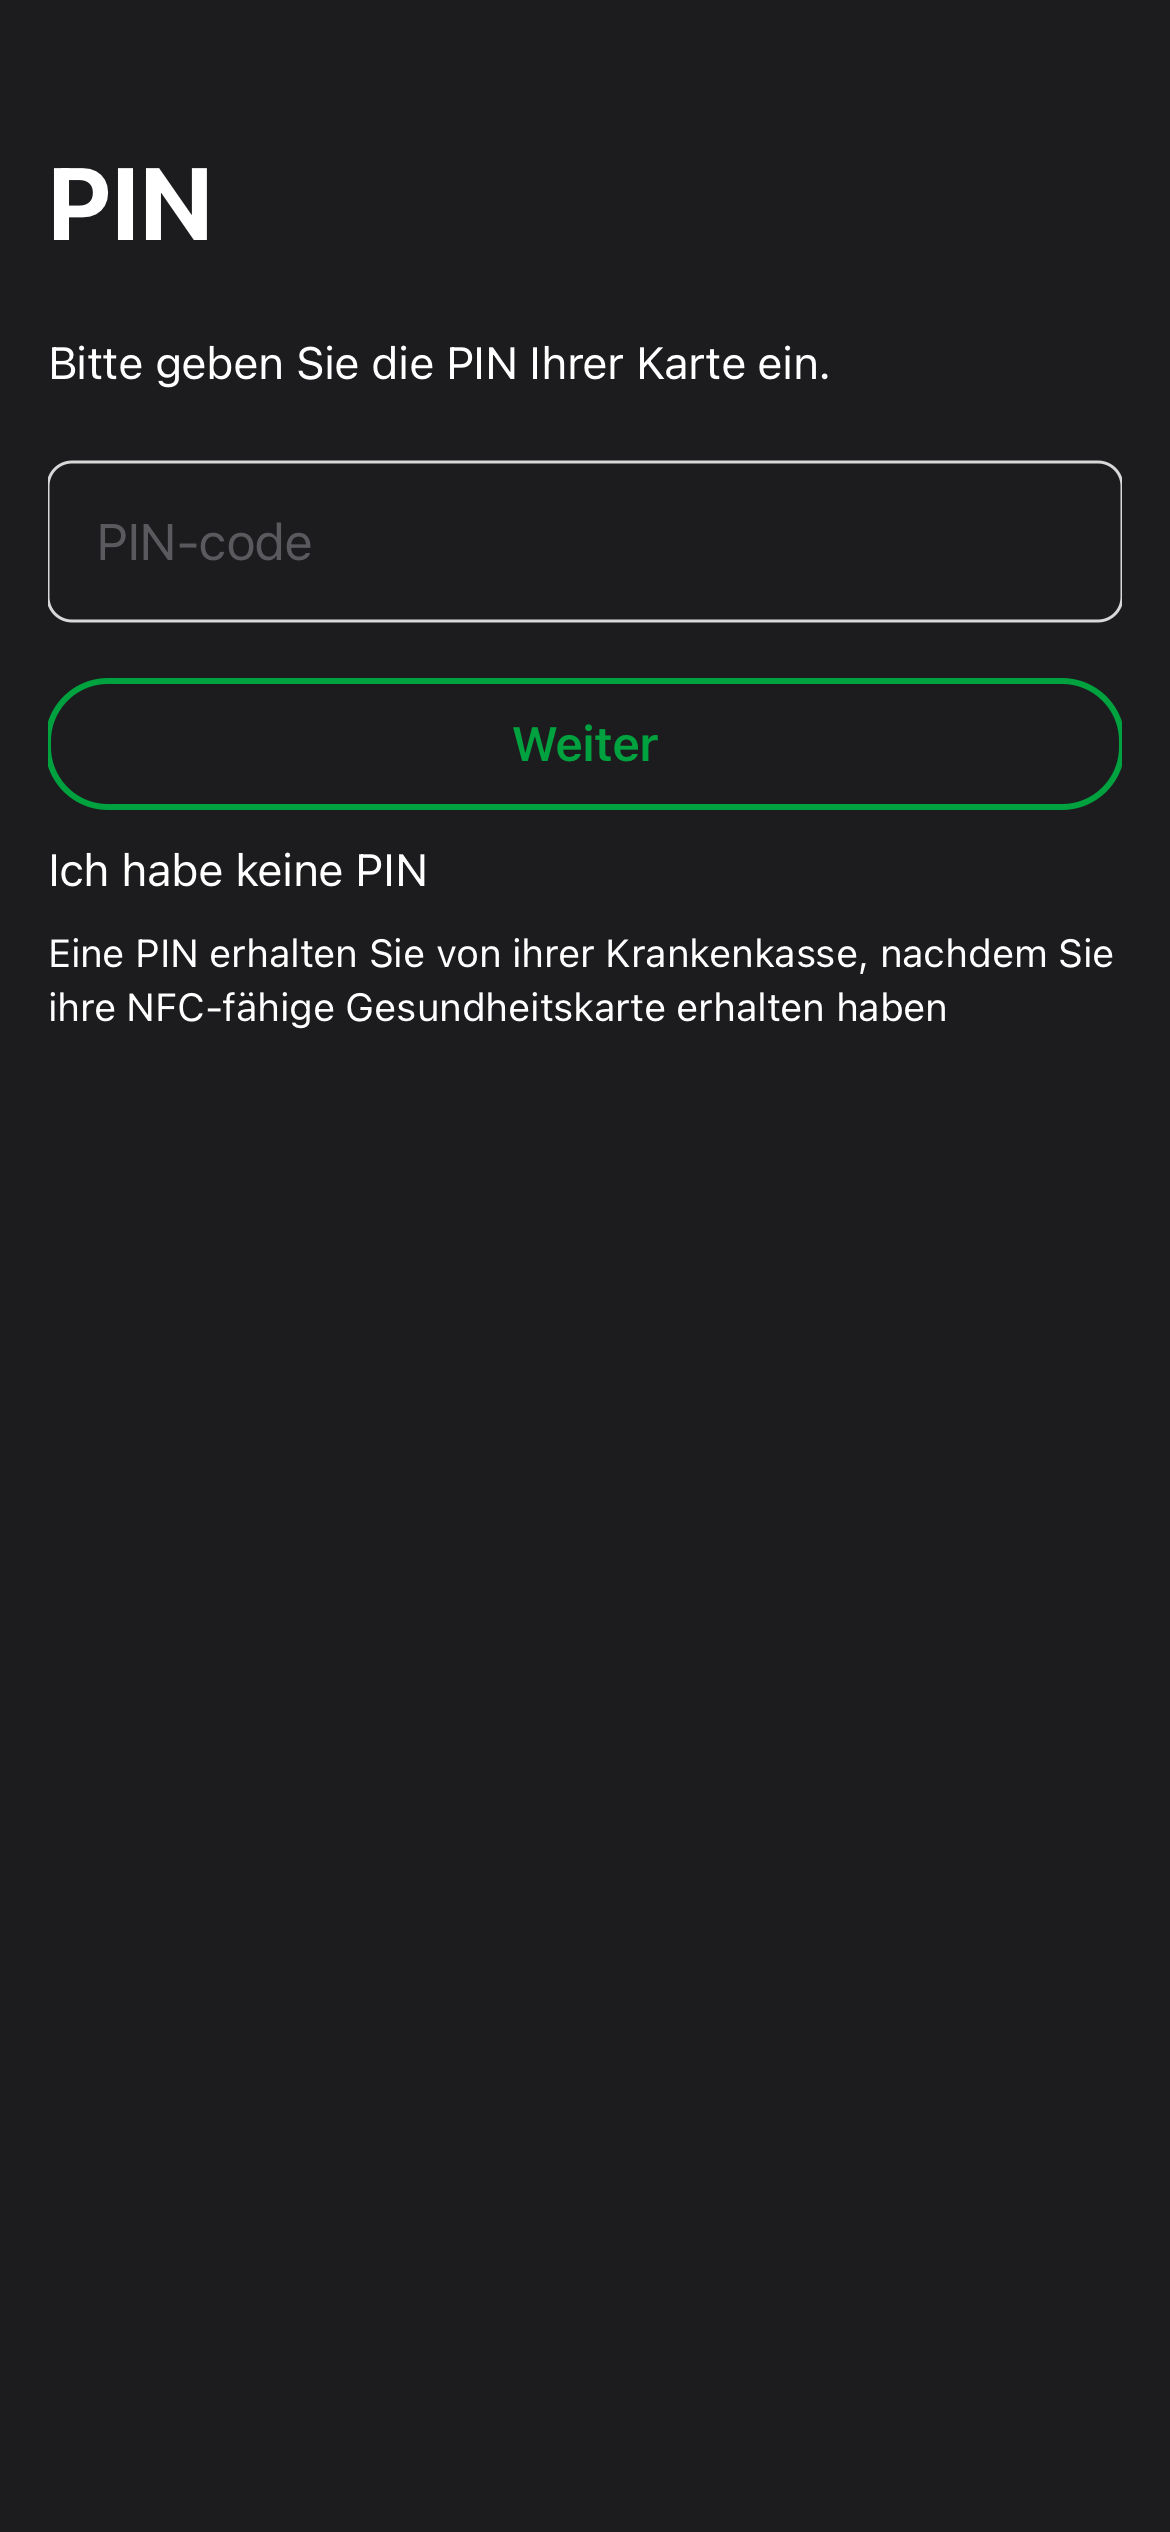 PIN
Bitte geben Sie die PIN Ihrer Karte ein.
PIN-code
Weiter
Ich habe keine PIN
Eine PIN erhalten Sie von ihrer Krankenkasse, nachdem Sie
ihre NFC-fähige Gesundheitskarte erhalten haben